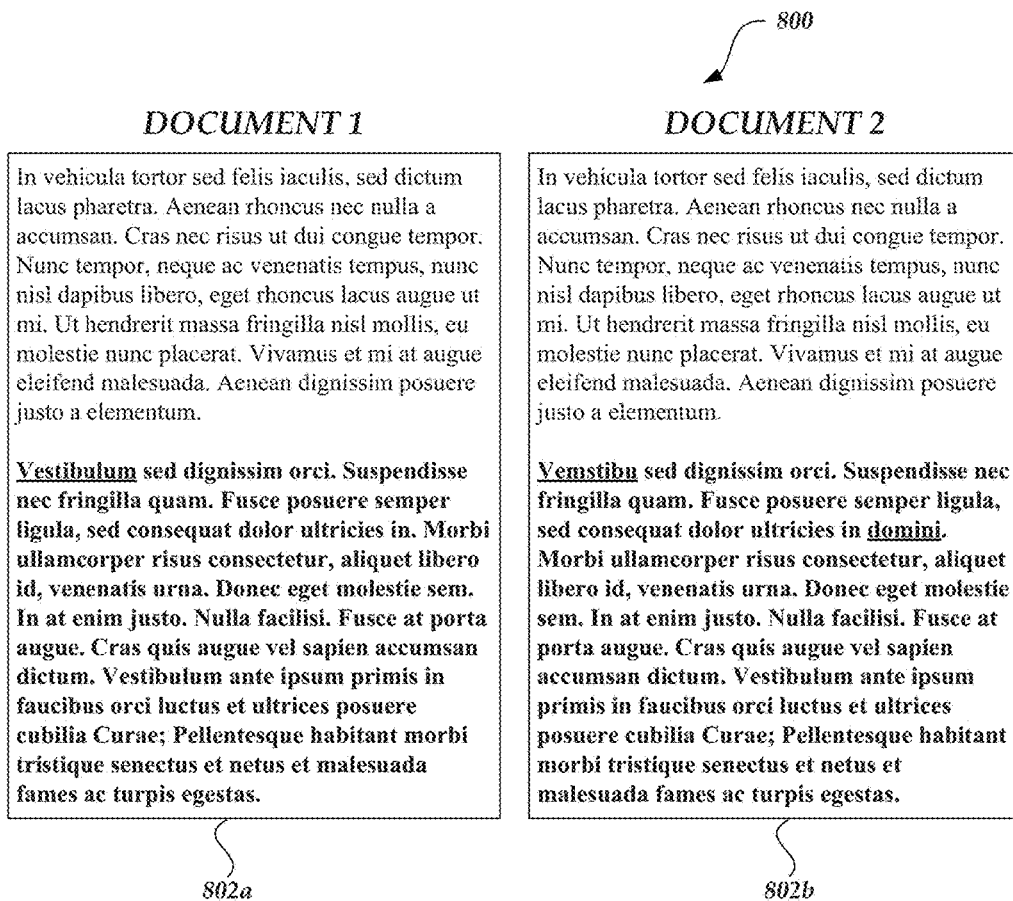 800
DOCUMENT 1
In vehicula tortor sed felis iaculis, sed dictum
lacus pharetra. Aenean rhoncus nec nulla a
accumsan. Cras nec risus ut dui congue tempor.
Nunc tempor, neque ac venenatis tempus, nunc
nisl dapibus libero, eget rhoncus lacus augue ut
mi. Ut hendrerit massa fringilla nisl mollis, eu
molestie nunc placerat. Vivamus et mi at augue
eleifend malesuada. Aenean dignissim posuere
justo a elementum.
Vestibulum sed dignissim orci. Suspendisse
nec fringilla quam. Fusce posuere semper
ligula, sed consequat dolor ultricies in. Morbi
ullamcorper risus consectetur, aliquet libero
id, venenatis urna. Donec eget molestie sem.
In at enim justo. Nulla facilisi. Fusce at porta
augue. Cras quis augue vel sapien accumsan
dictum. Vestibulum ante ipsum primis in
faucibus orci luctus et ultrices posuere
cubilia Curae; Pellentesque habitant morbi
tristique senectus et netus et malesuada
fames ac turpis egestas.
802a
DOCUMENT 2
In vehicula tortor sed felis iaculis, sed dictum
lacus pharetra. Aenean rhoncus nec nulla a
accumsan. Cras nec risus ut dui congue tempor.
Nunc tempor, neque ac venenatis tempus, nunc
nisl dapibus libero, eget rhoncus lacus augue ut
mi. Ut hendrerit massa fringilla nisl mollis, eu
molestie nunc placerat. Vivamus et mi at augue
eleifend malesuada. Aenean dignissim posuere
justo a elementum.
Vemstibu sed dignissim orci. Suspendisse nec
fringilla quam. Fusce posuere semper ligula,
sed consequat dolor ultricies in domini.
Morbi ullamcorper risus consectetur, aliquet
libero id, venenatis urna. Donec eget molestie
sem. In at enim justo. Nulla facilisi. Fusce at
porta augue. Cras quis augue vel sapien
accumsan dictum. Vestibulum ante ipsum
primis in faucibus orci luctus et ultrices
posuere cubilia Curae; Pellentesque habitant
morbi tristique senectus et netus et
malesuada fames ac turpis egestas.
802b